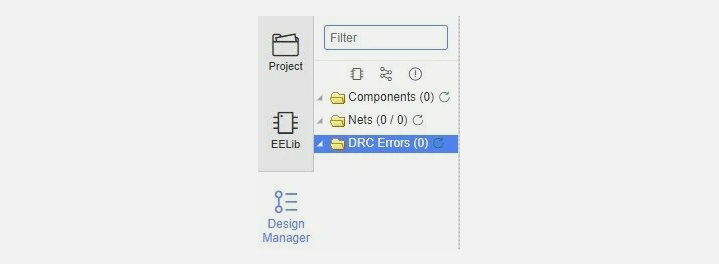 Filter
Project
Components (0)
Nets (0 / 0)
EELib
DRC Errors (0)
Design
Manager